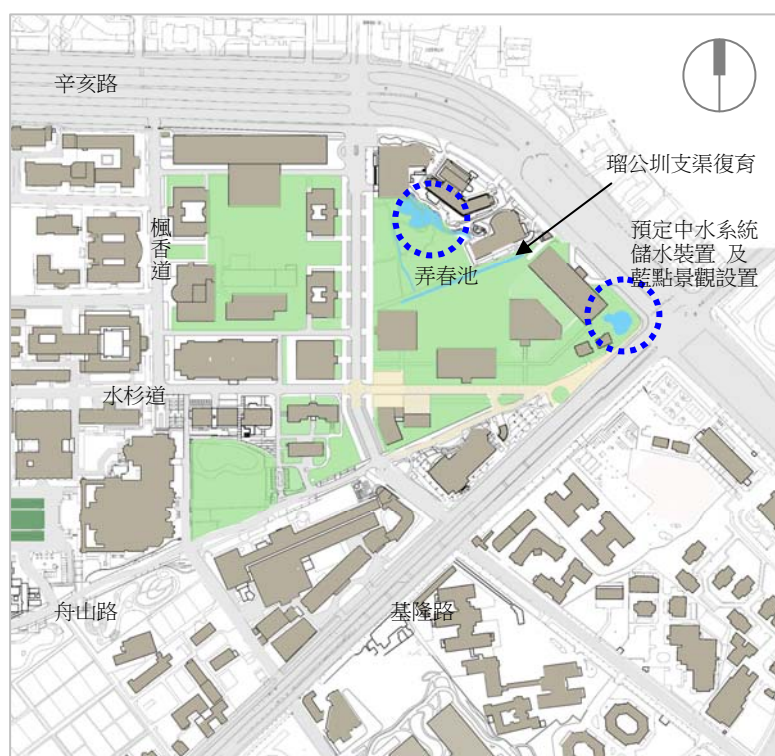 辛亥路
瑠公圳支渠復育
楓香道
預定中水系統
儲水裝置 及
藍點景觀設置
弄春池
水杉道
舟山路
基隆路